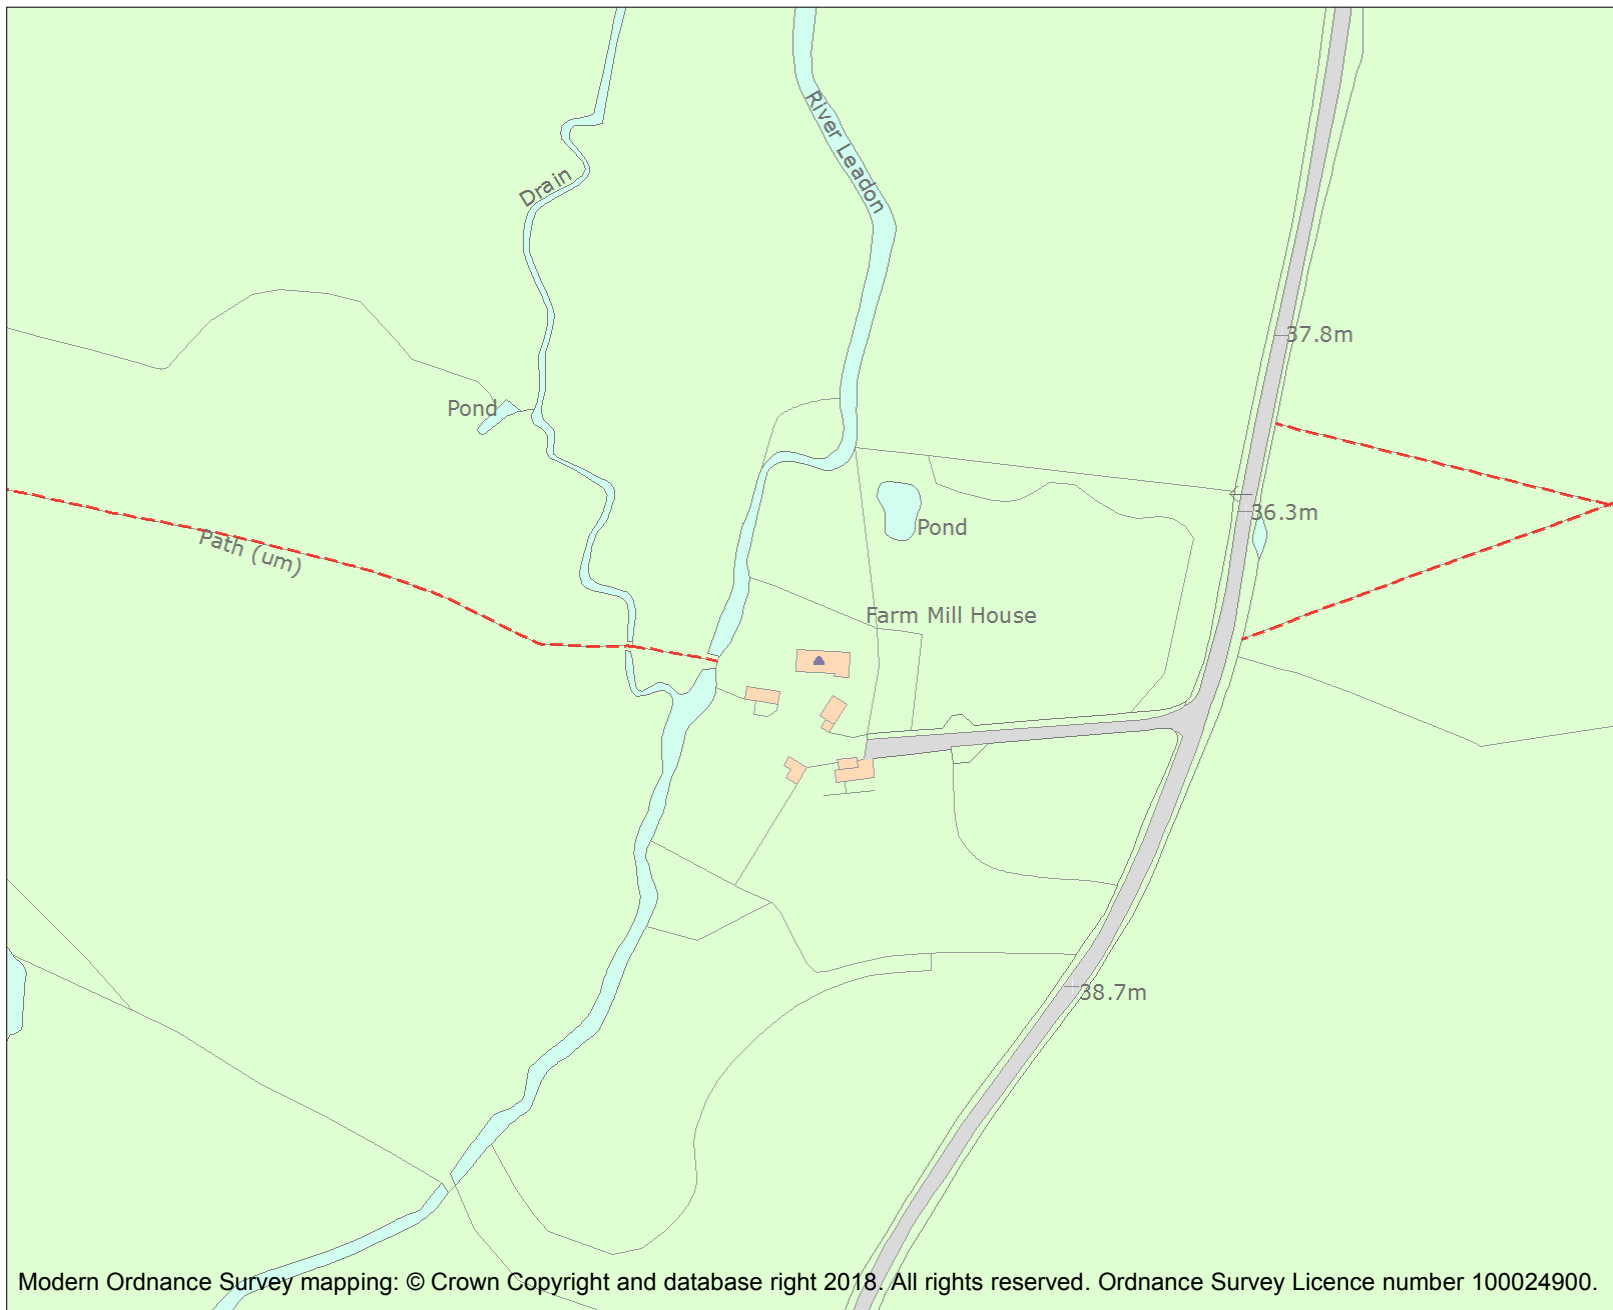 River Leadon
Drain
37.8m
Pond
36.3m
Pond
Path (um)
Farm Mill House
38.7m
Modern Ordnance Survey mapping: © Crown Copyright and database right 2018. All rights reserved. Ordnance Survey Licence number 100024900.